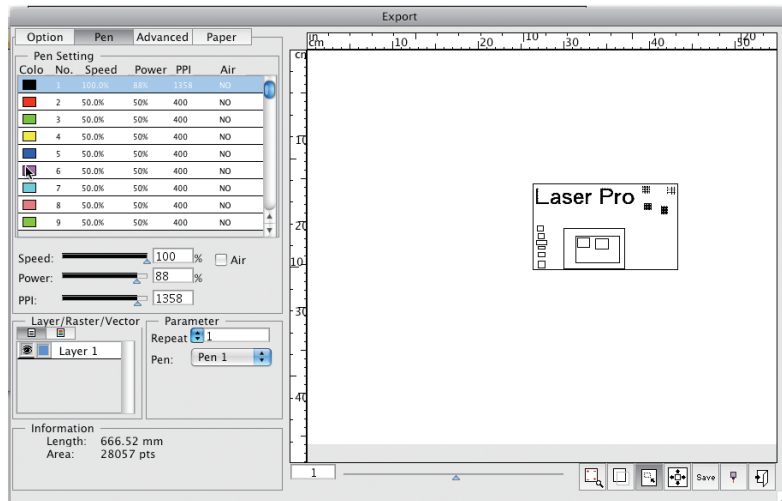 Export
Option Pen Advanced Paper
Pen Setting
Colo No. Speed Power PPI Air
1 100.0% 88% 1358 NO
2 50.0% 50% 400 NO
3 50.0% 50% 400 NO
4 50.0% 50% 400 NO
5 50.0% 50% 400 NO
6 50.0% 50% 400 NO
7 50.0% 50% 400 NO
8 50.0% 50% 400 NO
9 50.0% 50% 400 NO
Speed: 100 % Air
Power: 88 %
PPI: 1358
Layer/Raster/Vector
Layer 1
Parameter
Repeat 1
Pen: Pen 1
Information
Length: 666.52 mm
Area: 28057 pts
in
cm 10 20 30 40 50
10
cm
10
20
10
30
40
Laser Pro
1
Save